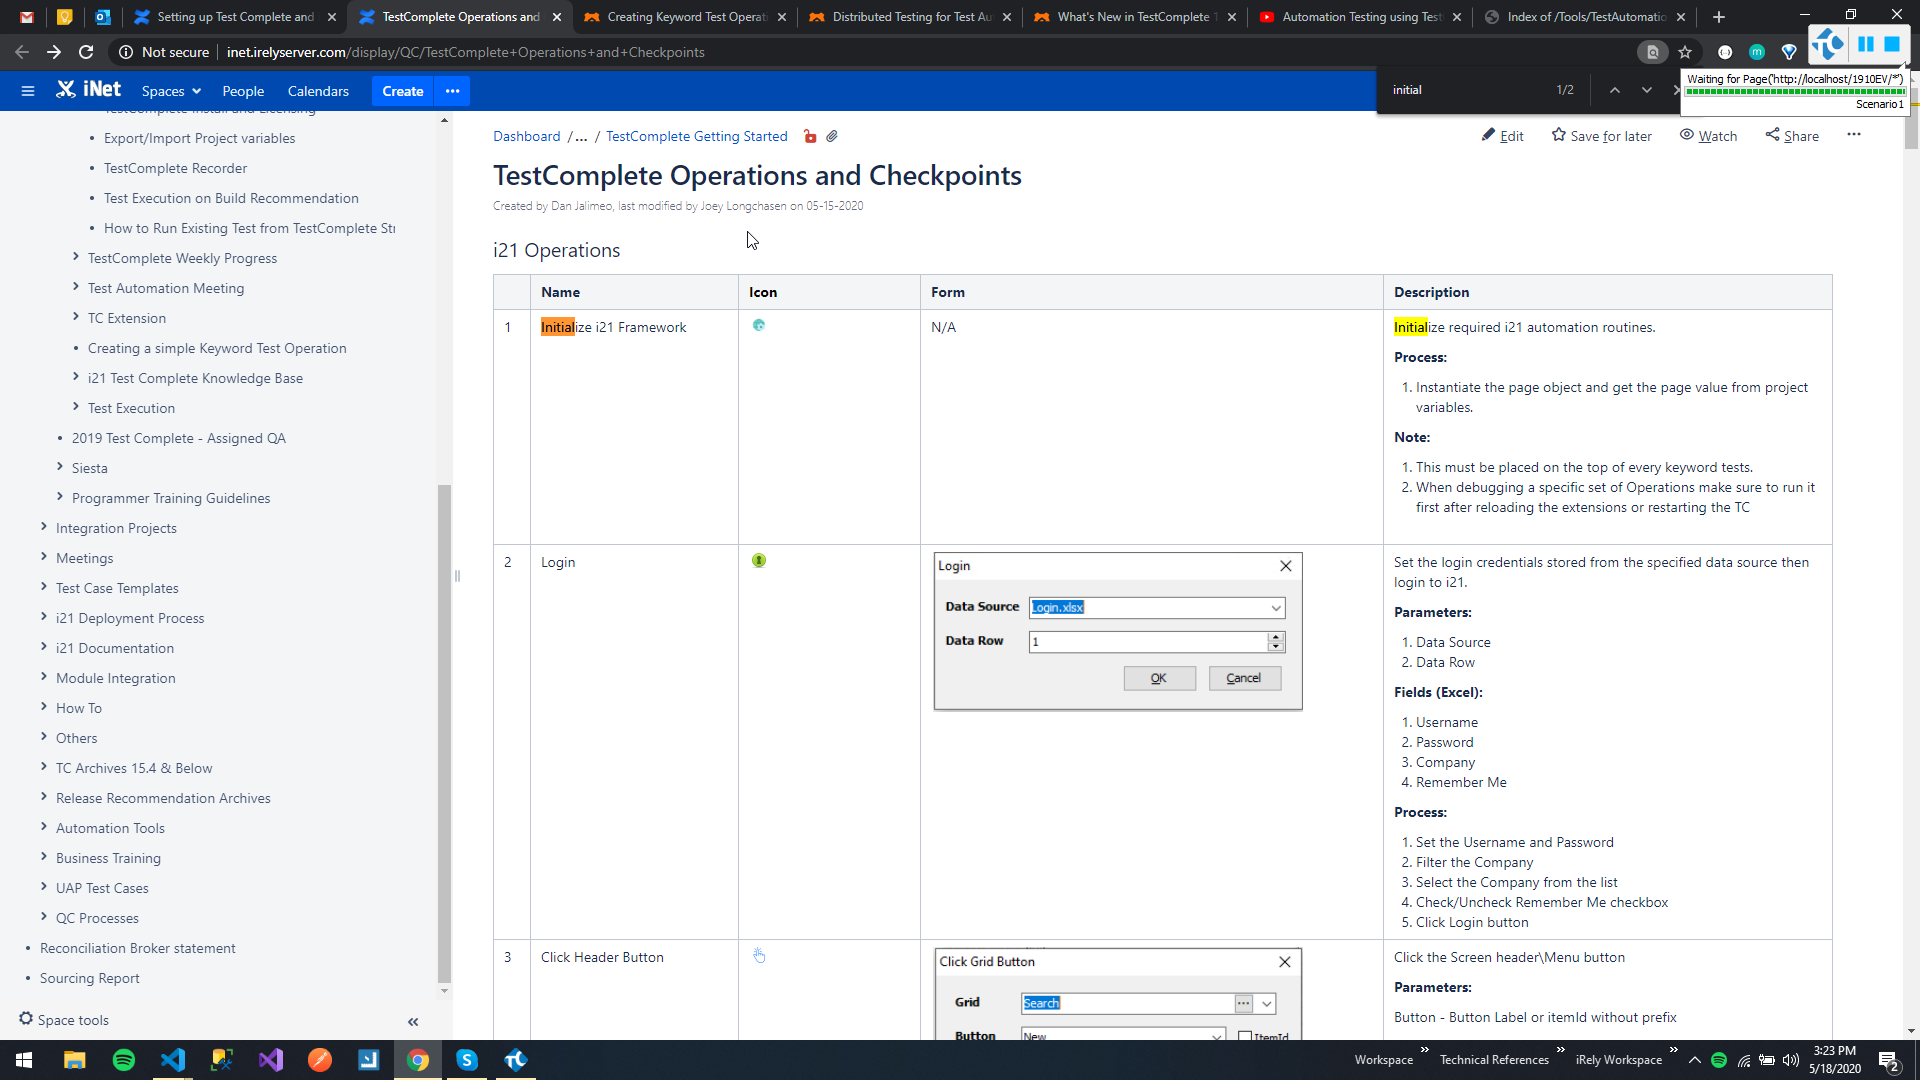 Setting up Test Complete and
TestComplete Operations and
Creating Keyword Test Operati
Distributed Testing for Test Au
What's New in TestComplete 1
Automation Testing using Test
Index of /Tools/TestAutomatio
Not secure
inet.irelyserver.com/display/QC/TestComplete+Operations+and+Checkpoints
iNet
Spaces
People
Calendars
Create
initial
1/2
Waiting for Page('http://localhost/1910EV/*')
Scenario1
TestComplete Install and Licensing
Export/Import Project variables
TestComplete Recorder
Test Execution on Build Recommendation
How to Run Existing Test from TestComplete Str
TestComplete Weekly Progress
Test Automation Meeting
TC Extension
Creating a simple Keyword Test Operation
i21 Test Complete Knowledge Base
Test Execution
2019 Test Complete - Assigned QA
Siesta
Programmer Training Guidelines
Integration Projects
Meetings
Test Case Templates
i21 Deployment Process
i21 Documentation
Module Integration
How To
Others
TC Archives 15.4 & Below
Release Recommendation Archives
Automation Tools
Business Training
UAP Test Cases
QC Processes
Reconciliation Broker statement
Sourcing Report
Space tools
Dashboard / ... / TestComplete Getting Started
Edit
Save for later
Watch
Share
TestComplete Operations and Checkpoints
Created by Dan Jalimeo, last modified by Joey Longchasen on 05-15-2020
i21 Operations
Name
Icon
Form
Description
1
Initialize i21 Framework
N/A
Initialize required i21 automation routines.
Process:
1. Instantiate the page object and get the page value from project
variables.
Note:
1. This must be placed on the top of every keyword tests.
2. When debugging a specific set of Operations make sure to run it
first after reloading the extensions or restarting the TC
2
Login
Login
Data Source
Login.xlsx
Data Row
1
OK
Cancel
Set the login credentials stored from the specified data source then
login to i21.
Parameters:
1. Data Source
2. Data Row
Fields (Excel):
1. Username
2. Password
3. Company
4. Remember Me
Process:
1. Set the Username and Password
2. Filter the Company
3. Select the Company from the list
4. Check/Uncheck Remember Me checkbox
5. Click Login button
3
Click Header Button
Click Grid Button
Grid
Search
Button
New
ItemId
Click the Screen header\Menu button
Parameters:
Button - Button Label or itemId without prefix
Workspace
Technical References
iRely Workspace
3:23 PM
5/18/2020
2